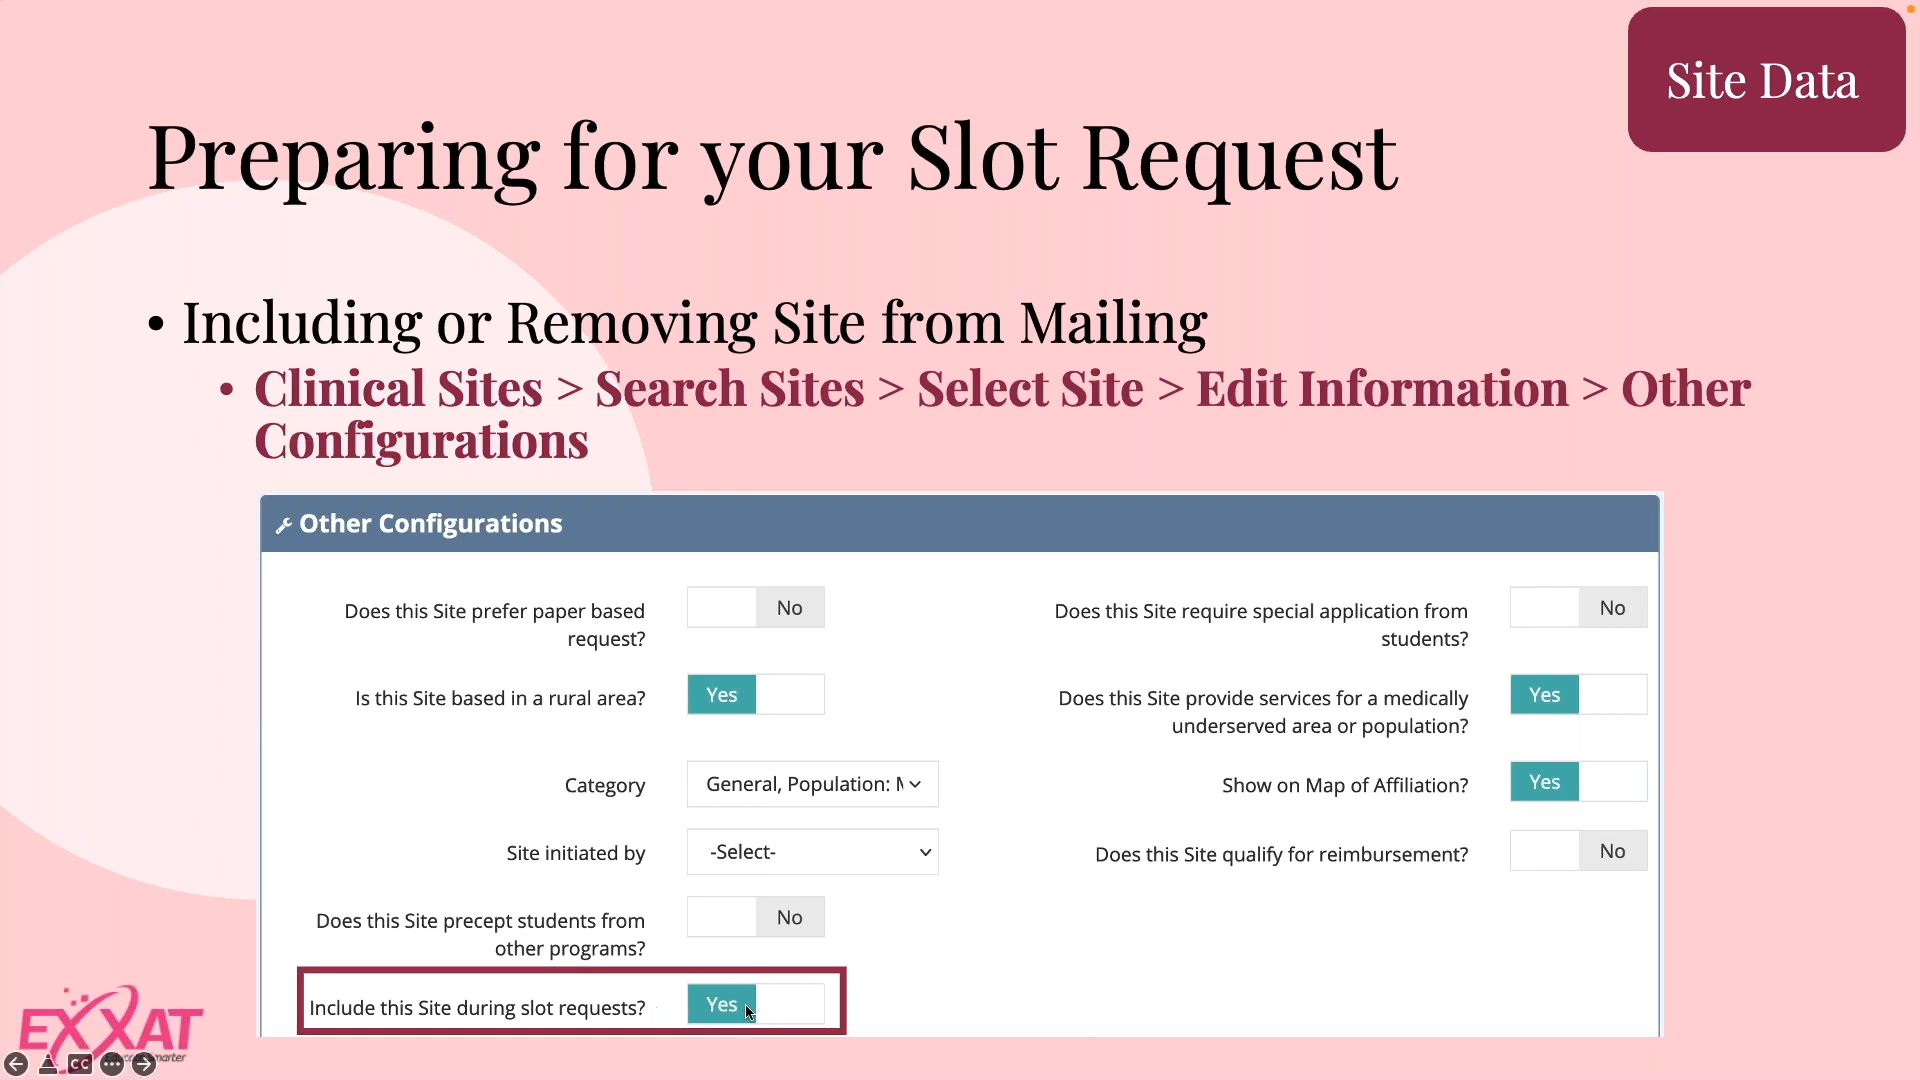 Site Data
Preparing for your Slot Request
• Including or Removing Site from Mailing
• Clinical Sites > Search Sites > Select Site > Edit Information > Other
Configurations
Other Configurations
Does this Site prefer paper based
request?
No
Does this Site require special application from
students?
No
Is this Site based in a rural area?
Yes
Does this Site provide services for a medically
underserved area or population?
Yes
Category
General, Population: M
Show on Map of Affiliation?
Yes
Site initiated by
-Select-
Does this Site qualify for reimbursement?
No
Does this Site precept students from
other programs?
No
Include this Site during slot requests?
Yes
EXXAT
CC